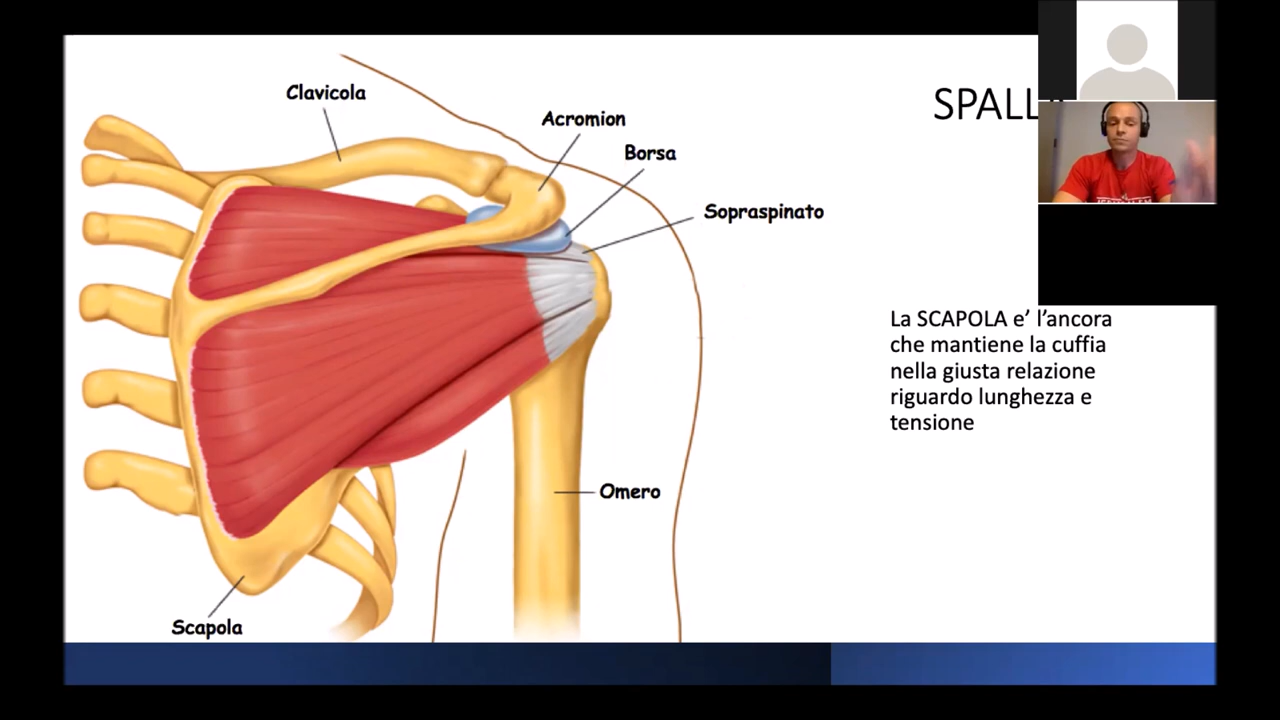 Clavicola
Acromion
Borsa
Sopraspinato
Omero
Scapola
La SCAPOLA e' l'ancora
che mantiene la cuffia
nella giusta relazione
riguardo lunghezza e
tensione